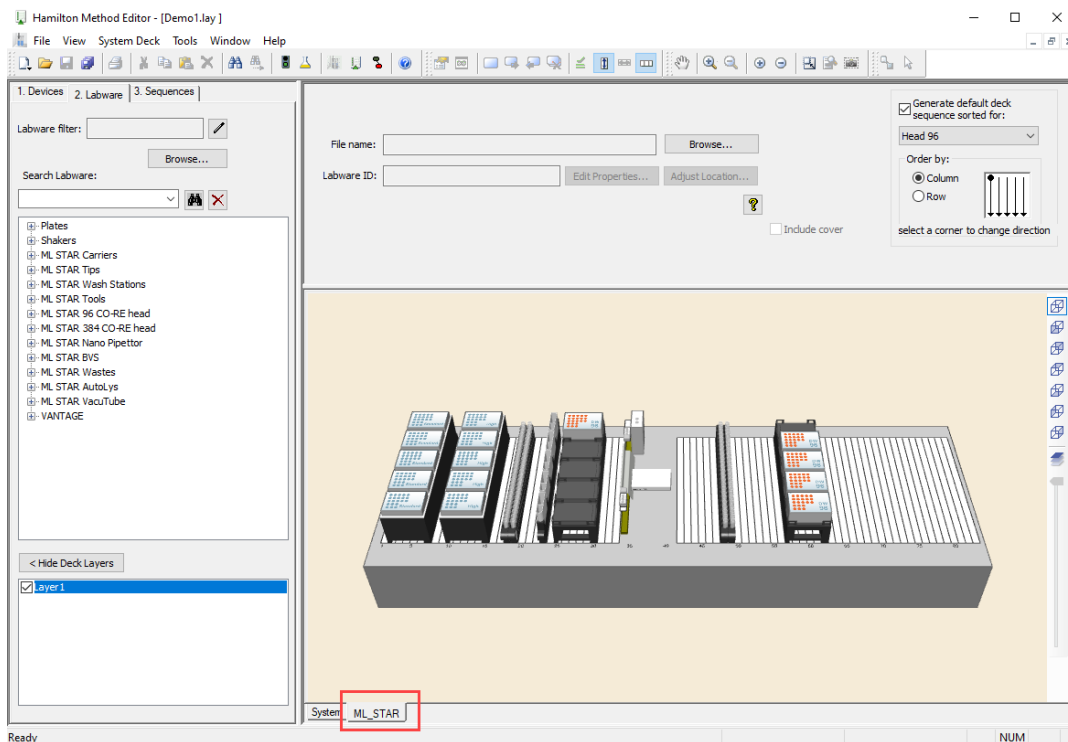 Hamilton Method Editor - [Demo1.lay ]
File View System Deck Tools Window Help
1. Devices 2. Labware 3. Sequences
Labware filter:
Browse...
Search Labware:
Plates
Shakers
ML STAR Carriers
ML STAR Tips
ML STAR Wash Stations
ML STAR Tools
ML STAR 96 CO-RE head
ML STAR 384 CO-RE head
ML STAR Nano Pipettor
ML STAR BVS
ML STAR Wastes
ML STAR AutoLys
ML STAR VacuTube
VANTAGE
< Hide Deck Layers
Layer1
File name:
Browse...
Labware ID:
Edit Properties...
Adjust Location...
?
Include cover
Generate default deck
sequence sorted for:
Head 96
Order by:
Column
Row
select a corner to change direction
System ML_STAR
Ready
NUM